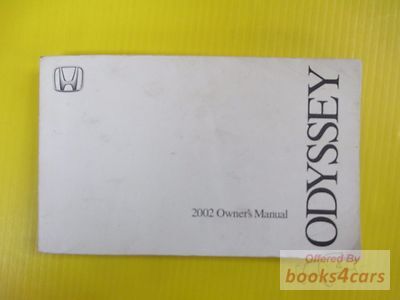 2002 Owner's Manual
ODYSSEY
Offered By
books4cars